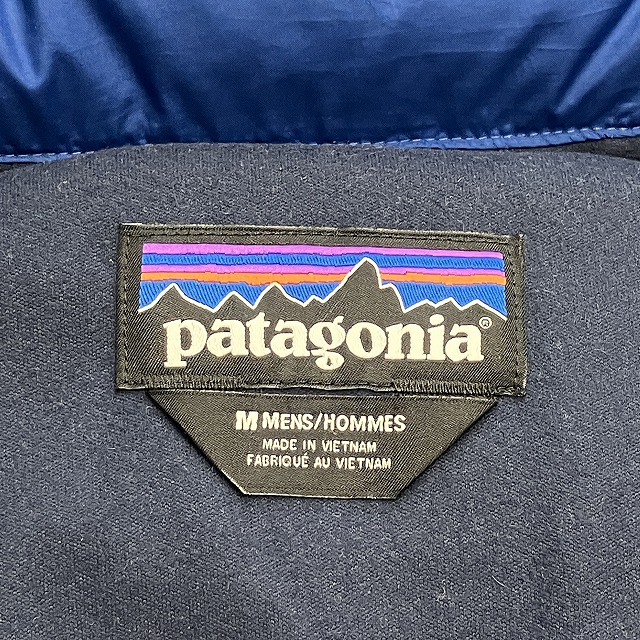 patagonia®
M MENS/HOMMES
MADE IN VIETNAM
FABRIQUÉ AU VIETNAM